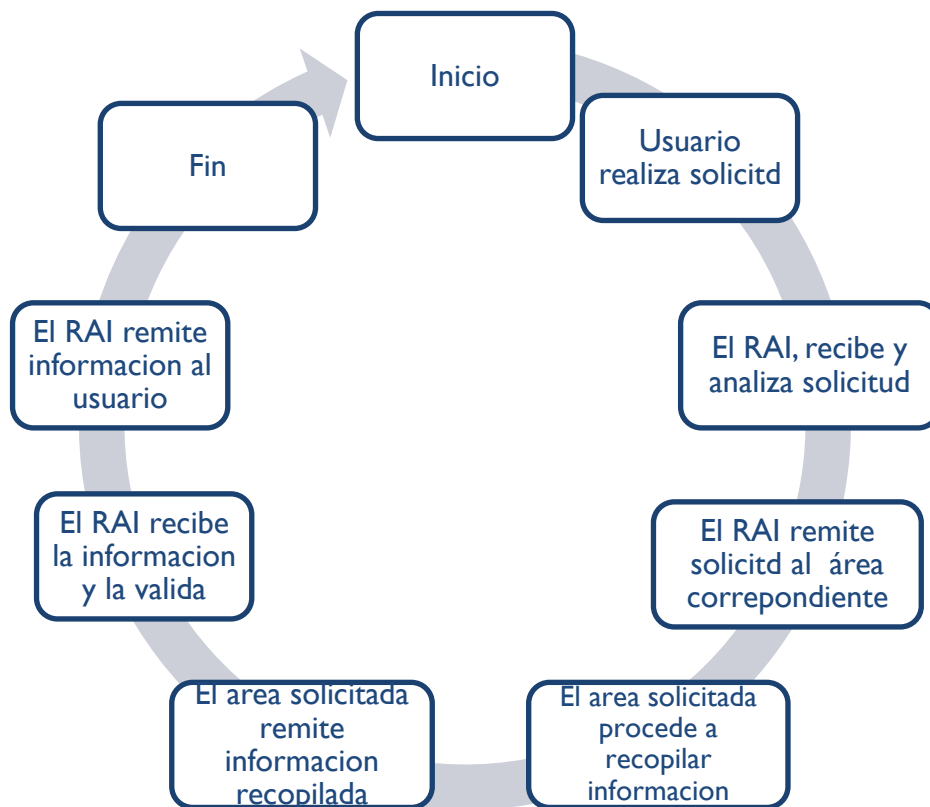 Inicio
Usuario
realiza solicitd
El RAI, recibe y
analiza solicitud
El RAI remite
solicitd al área
correpondiente
El area solicitada
procede a
recopilar
informacion
El area solicitada
remite
informacion
recopilada
El RAI recibe
la informacion
y la valida
El RAI remite
informacion al
usuario
Fin